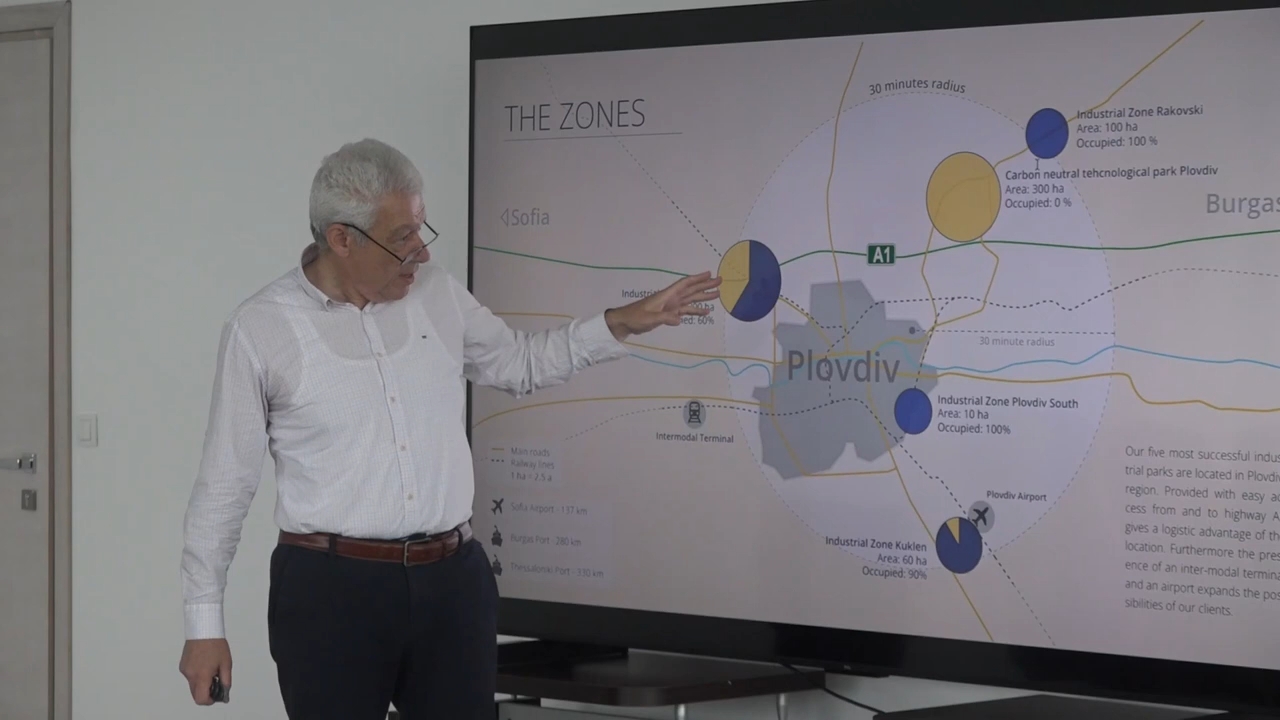 THE ZONES
30 minutes radius
Industrial Zone Rakovski
Area: 100 ha
Occupied: 100 %
Carbon neutral tehcnological park Plovdiv
Area: 300 ha
Occupied: 0 %
Sofia
Burgas
A1
60%
30 minute radius
Plovdiv
Industrial Zone Plovdiv South
Area: 10 ha
Occupied: 100%
Intermodal Terminal
Main roads
Railway lines
1 ha - 2.5 a
Sofia Airport - 137 km
Burgas Port - 280 km
Thessaloniki Port - 330 km
Plovdiv Airport
Industrial Zone Kuklen
Area: 60 ha
Occupied: 90%
Our five most successful indus-
trial parks are located in Plovdiv
region. Provided with easy ac
cess from and to highway A
gives a logistic advantage of the
location. Furthermore the pres
ence of an inter-modal termina
and an airport expands the pos
sibilities of our clients.